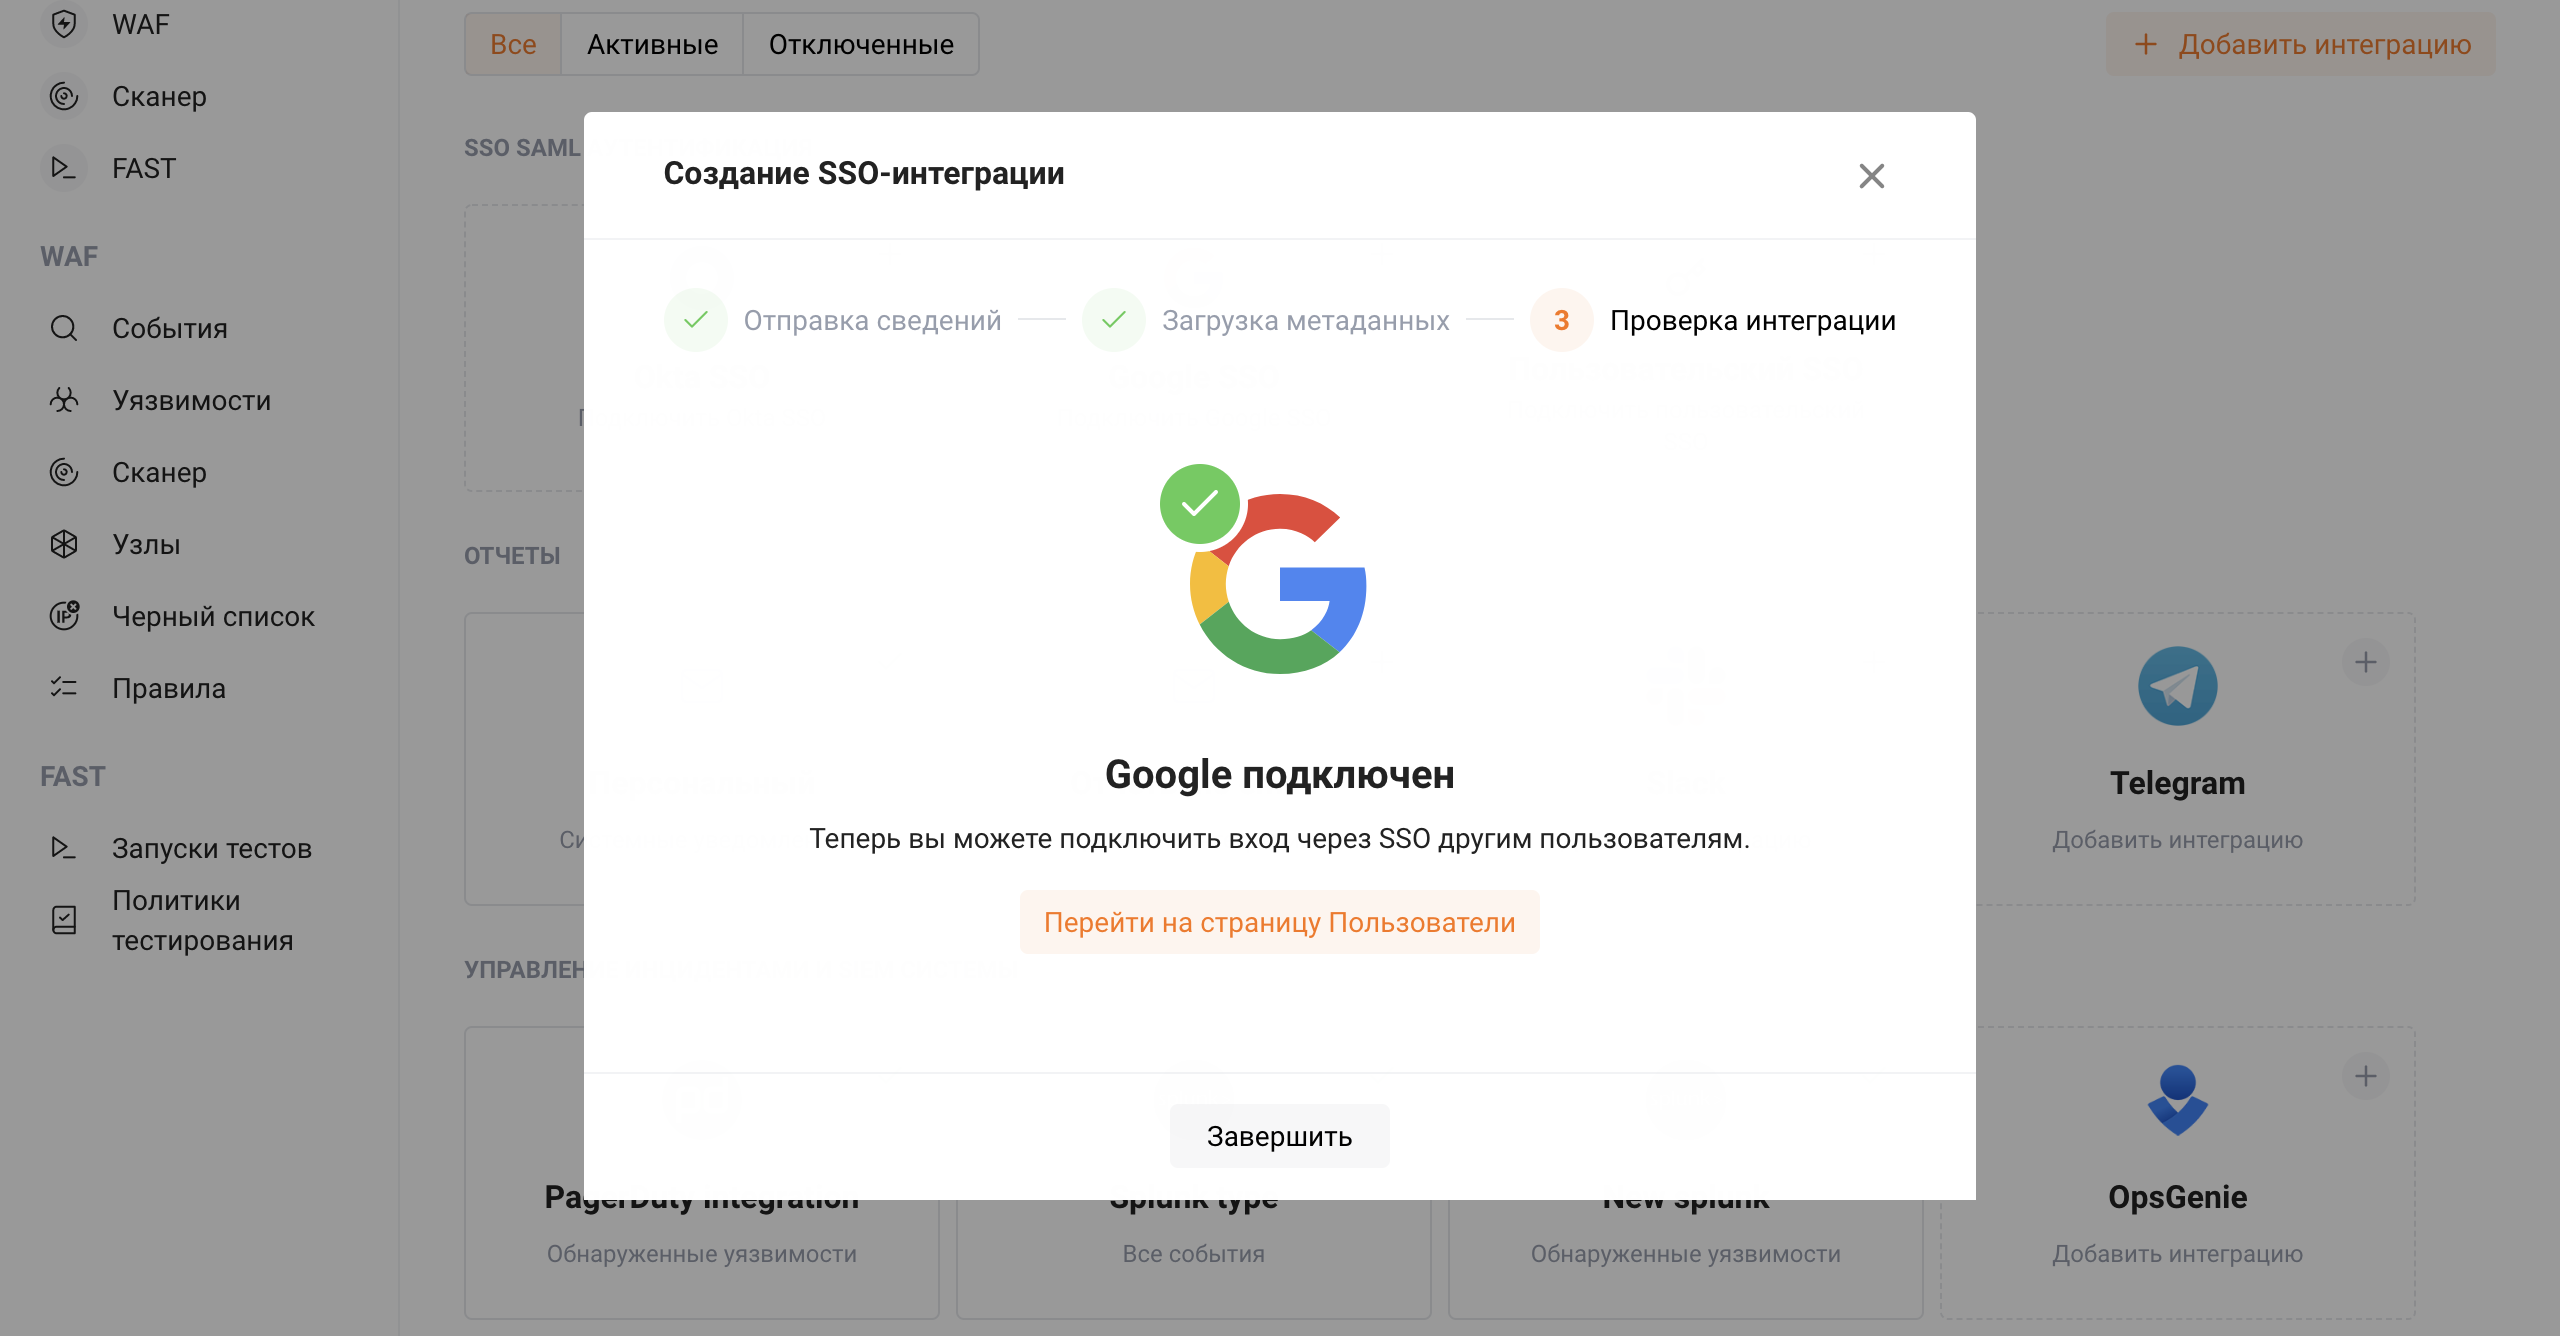 WAF
Сканер
FAST
WAF
События
Уязвимости
Сканер
Узлы
Черный список
Правила
FAST
Запуски тестов
Политики
тестирования
Все
Активные
Отключенные
Добавить интеграцию
SSO SAML
Создание SSO-интеграции
Отправка сведений
Загрузка метаданных
3
Проверка интеграции
Google подключен
Теперь вы можете подключить вход через SSO другим пользователям.
Перейти на страницу Пользователи
Завершить
ОТЧЕТЫ
Telegram
Добавить интеграцию
PagerDuty integration
Обнаруженные уязвимости
Splunk type
Все события
New splunk
Обнаруженные уязвимости
OpsGenie
Добавить интеграцию